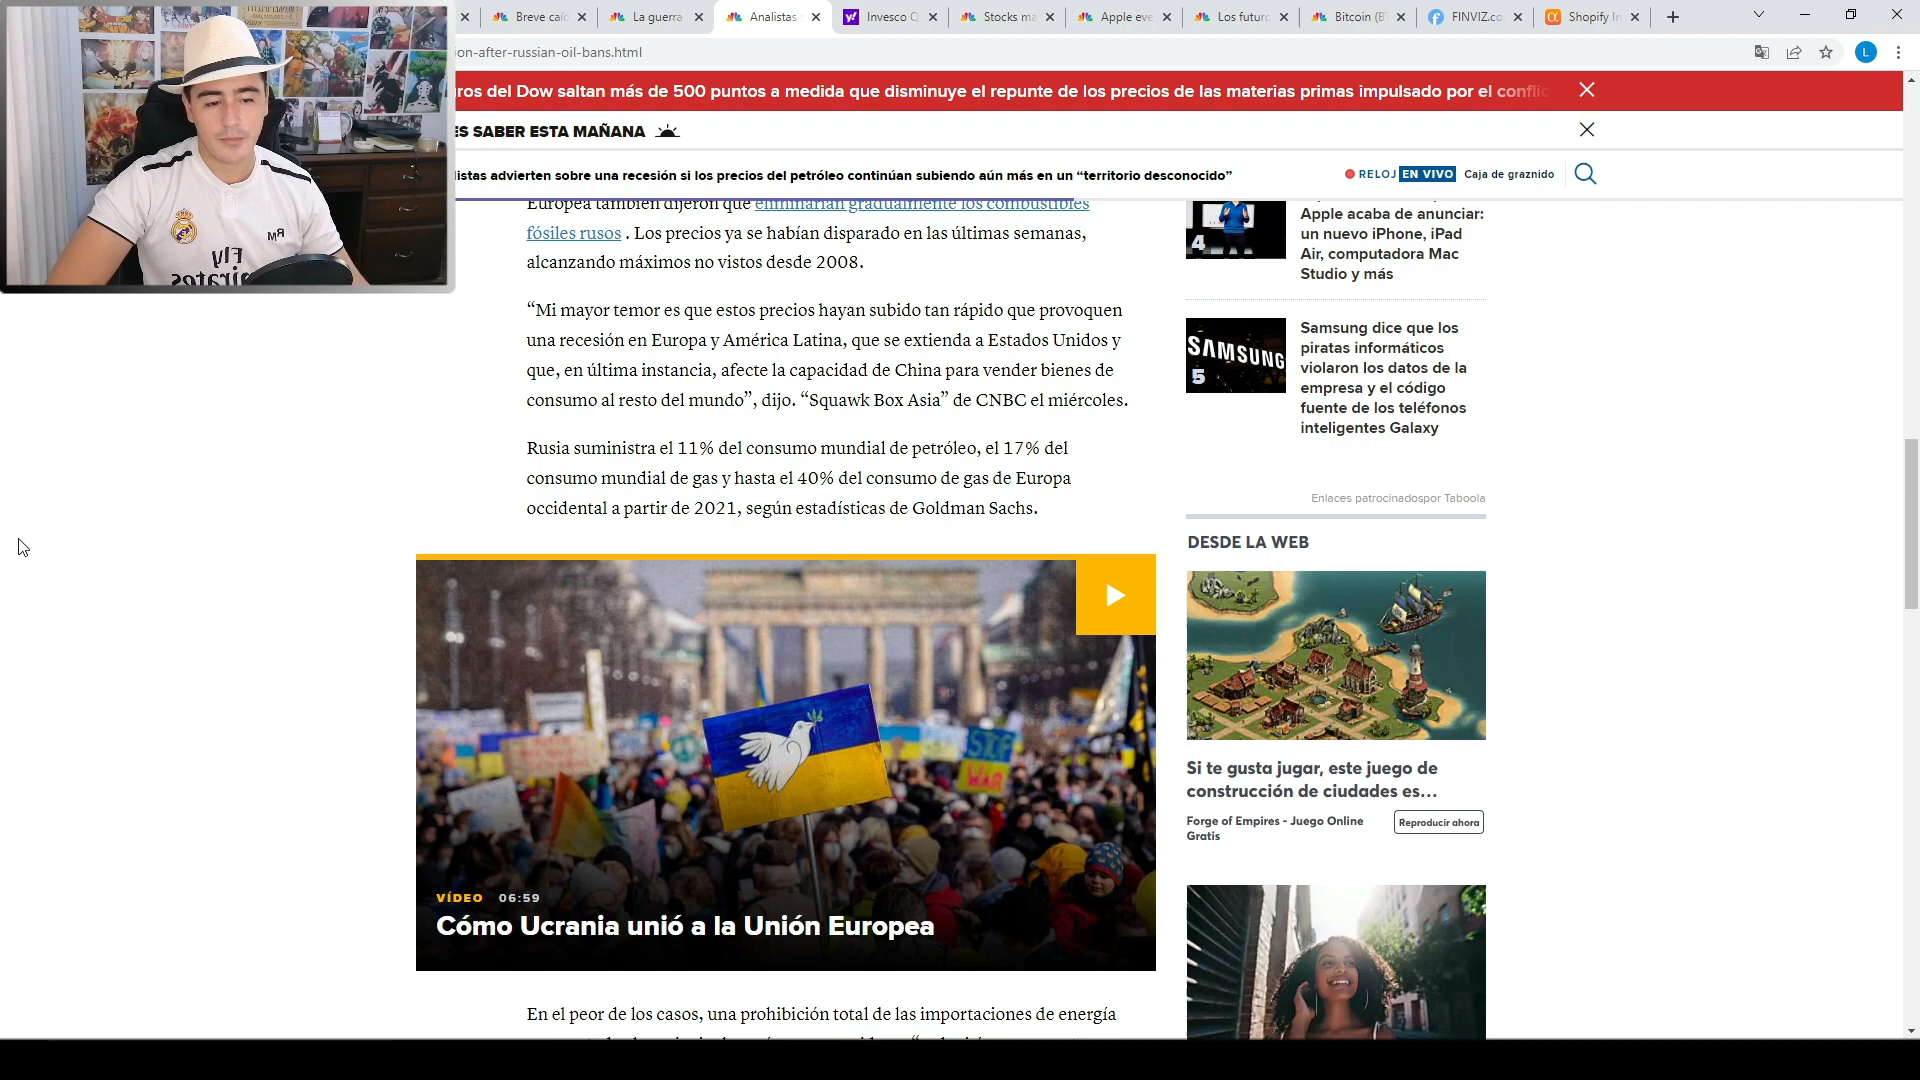 Breve caíc
La guerra
Analistas
Invesco Q
Stocks ma
Apple eve
Los futuro
Bitcoin (BT
FINVIZ.co
Shopify In
ion-after-russian-oil-bans.html
L
ros del Dow saltan más de 500 puntos a medida que disminuye el repunte de los precios de las materias primas impulsado por el conflic
ES SABER ESTA MAÑANA
listas advierten sobre una recesión si los precios del petróleo continúan subiendo aún más en un “territorio desconocido”
RELOJ EN VIVO Caja de graznido
Europea también dijeron que eliminarían gradualmente los combustibles
fósiles rusos . Los precios ya se habían disparado en las últimas semanas,
alcanzando máximos no vistos desde 2008.
“Mi mayor temor es que estos precios hayan subido tan rápido que provoquen
una recesión en Europa y América Latina, que se extienda a Estados Unidos y
que, en última instancia, afecte la capacidad de China para vender bienes de
consumo al resto del mundo”, dijo. “Squawk Box Asia” de CNBC el miércoles.
Rusia suministra el 11% del consumo mundial de petróleo, el 17% del
consumo mundial de gas y hasta el 40% del consumo de gas de Europa
occidental a partir de 2021, según estadísticas de Goldman Sachs.
VÍDEO 06:59
Cómo Ucrania unió a la Unión Europea
En el peor de los casos, una prohibición total de las importaciones de energía
4
Apple acaba de anunciar:
un nuevo iPhone, iPad
Air, computadora Mac
Studio y más
SAMSUNG
5
Samsung dice que los
piratas informáticos
violaron los datos de la
empresa y el código
fuente de los teléfonos
inteligentes Galaxy
Enlaces patrocinadospor Taboola
DESDE LA WEB
Si te gusta jugar, este juego de
construcción de ciudades es...
Forge of Empires - Juego Online
Gratis
Reproducir ahora
Fly
Emirates
WAR